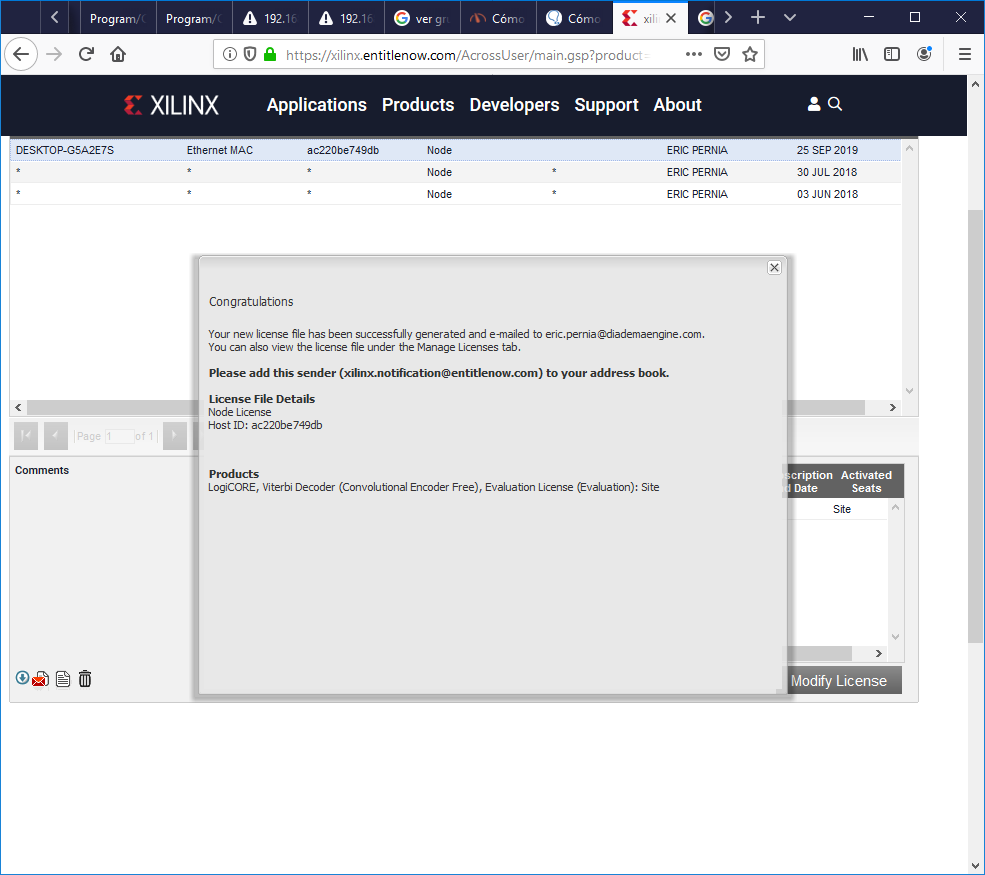 Program/
Program/
192.16
192.16
ver gr
Cómo
Cómo
xili
https://xilinx.entitlenow.com/AcrossUser/main.gsp?product=
XILINX
Applications Products Developers Support About
DESKTOP-G5A2E7S Ethernet MAC ac220be749db Node ERIC PERNIA 25 SEP 2019
* * * Node * ERIC PERNIA 30 JUL 2018
* * * Node * ERIC PERNIA 03 JUN 2018
Congratulations
Your new license file has been successfully generated and e-mailed to eric.pernia@diademaengine.com.
You can also view the license file under the Manage Licenses tab.
Please add this sender (xilinx.notification@entitlenow.com) to your address book.
License File Details
Node License
Host ID: ac220be749db
Products
LogiCORE, Viterbi Decoder (Convolutional Encoder Free), Evaluation License (Evaluation): Site
Page 1 of 1
Comments
scription Activated
d Date Seats
Site
Modify License